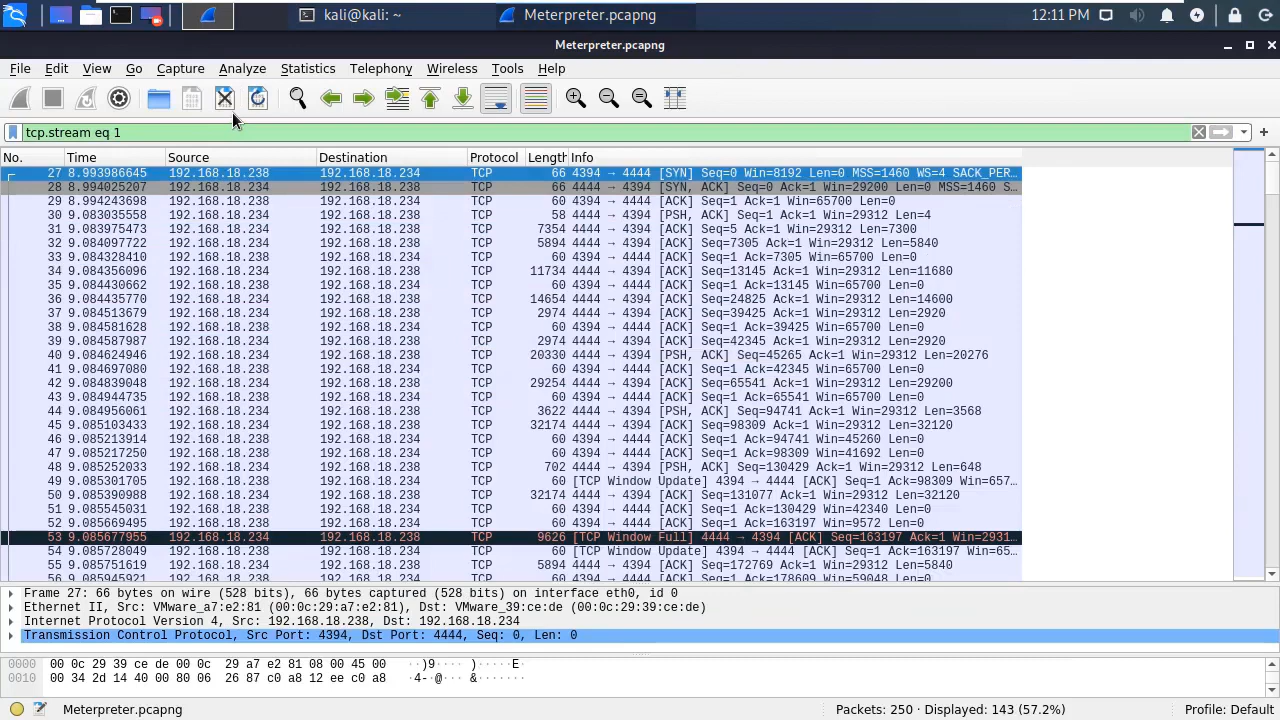 kali@kali: ~ Meterpreter.pcapng 12:11 PM
Meterpreter.pcapng
File Edit View Go Capture Analyze Statistics Telephony Wireless Tools Help
tcp.stream eq 1
No. Time Source Destination Protocol Length Info
27 8.993986645 192.168.18.238 192.168.18.234 TCP 66 4394 → 4444 [SYN] Seq=0 Win=8192 Len=0 MSS=1460 WS=4 SACK_PER…
28 8.994025207 192.168.18.234 192.168.18.238 TCP 66 4444 → 4394 [SYN, ACK] Seq=0 Ack=1 Win=29200 Len=0 MSS=1460 S…
29 8.994243698 192.168.18.238 192.168.18.234 TCP 60 4394 → 4444 [ACK] Seq=1 Ack=1 Win=65700 Len=0
30 9.083035558 192.168.18.234 192.168.18.238 TCP 58 4444 → 4394 [PSH, ACK] Seq=1 Ack=1 Win=29312 Len=4
31 9.083975473 192.168.18.234 192.168.18.238 TCP 7354 4444 → 4394 [ACK] Seq=5 Ack=1 Win=29312 Len=7300
32 9.084097722 192.168.18.234 192.168.18.238 TCP 5894 4444 → 4394 [ACK] Seq=7305 Ack=1 Win=29312 Len=5840
33 9.084328410 192.168.18.238 192.168.18.234 TCP 60 4394 → 4444 [ACK] Seq=1 Ack=7305 Win=65700 Len=0
34 9.084356096 192.168.18.234 192.168.18.238 TCP 11734 4444 → 4394 [ACK] Seq=13145 Ack=1 Win=29312 Len=11680
35 9.084430662 192.168.18.238 192.168.18.234 TCP 60 4394 → 4444 [ACK] Seq=1 Ack=13145 Win=65700 Len=0
36 9.084435770 192.168.18.234 192.168.18.238 TCP 14654 4444 → 4394 [ACK] Seq=24825 Ack=1 Win=29312 Len=14600
37 9.084513679 192.168.18.234 192.168.18.238 TCP 2974 4444 → 4394 [ACK] Seq=39425 Ack=1 Win=29312 Len=2920
38 9.084581628 192.168.18.238 192.168.18.234 TCP 60 4394 → 4444 [ACK] Seq=1 Ack=39425 Win=65700 Len=0
39 9.084587987 192.168.18.234 192.168.18.238 TCP 2974 4444 → 4394 [ACK] Seq=42345 Ack=1 Win=29312 Len=2920
40 9.084624946 192.168.18.234 192.168.18.238 TCP 20330 4444 → 4394 [PSH, ACK] Seq=45265 Ack=1 Win=29312 Len=20276
41 9.084697080 192.168.18.238 192.168.18.234 TCP 60 4394 → 4444 [ACK] Seq=1 Ack=42345 Win=65700 Len=0
42 9.084839048 192.168.18.234 192.168.18.238 TCP 29254 4444 → 4394 [ACK] Seq=65541 Ack=1 Win=29312 Len=29200
43 9.084944735 192.168.18.238 192.168.18.234 TCP 60 4394 → 4444 [ACK] Seq=1 Ack=65541 Win=65700 Len=0
44 9.084956061 192.168.18.234 192.168.18.238 TCP 3622 4444 → 4394 [PSH, ACK] Seq=94741 Ack=1 Win=29312 Len=3568
45 9.085103433 192.168.18.234 192.168.18.238 TCP 32174 4444 → 4394 [ACK] Seq=98309 Ack=1 Win=29312 Len=32120
46 9.085213914 192.168.18.238 192.168.18.234 TCP 60 4394 → 4444 [ACK] Seq=1 Ack=94741 Win=45260 Len=0
47 9.085217250 192.168.18.238 192.168.18.234 TCP 60 4394 → 4444 [ACK] Seq=1 Ack=98309 Win=41692 Len=0
48 9.085252033 192.168.18.234 192.168.18.238 TCP 702 4444 → 4394 [PSH, ACK] Seq=130429 Ack=1 Win=29312 Len=648
49 9.085301705 192.168.18.238 192.168.18.234 TCP 60 [TCP Window Update] 4394 → 4444 [ACK] Seq=1 Ack=98309 Win=657…
50 9.085390988 192.168.18.234 192.168.18.238 TCP 32174 4444 → 4394 [ACK] Seq=131077 Ack=1 Win=29312 Len=32120
51 9.085545031 192.168.18.238 192.168.18.234 TCP 60 4394 → 4444 [ACK] Seq=1 Ack=130429 Win=42340 Len=0
52 9.085669495 192.168.18.238 192.168.18.234 TCP 60 4394 → 4444 [ACK] Seq=1 Ack=163197 Win=9572 Len=0
53 9.085677955 192.168.18.234 192.168.18.238 TCP 9626 [TCP Window Full] 4444 → 4394 [ACK] Seq=163197 Ack=1 Win=2931…
54 9.085728049 192.168.18.238 192.168.18.234 TCP 60 [TCP Window Update] 4394 → 4444 [ACK] Seq=1 Ack=163197 Win=65…
55 9.085751619 192.168.18.234 192.168.18.238 TCP 5894 4444 → 4394 [ACK] Seq=172769 Ack=1 Win=29312 Len=5840
56 9.085945921 192.168.18.238 192.168.18.234 TCP 60 4394 → 4444 [ACK] Seq=1 Ack=178609 Win=59048 Len=0
Frame 27: 66 bytes on wire (528 bits), 66 bytes captured (528 bits) on interface eth0, id 0
Ethernet II, Src: VMware_a7:e2:81 (00:0c:29:a7:e2:81), Dst: VMware_39:ce:de (00:0c:29:39:ce:de)
Internet Protocol Version 4, Src: 192.168.18.238, Dst: 192.168.18.234
Transmission Control Protocol, Src Port: 4394, Dst Port: 4444, Seq: 0, Len: 0
0000 00 0c 29 39 ce de 00 0c 29 a7 e2 81 08 00 45 00 ··)9···· )·····E·
0010 00 34 2d 14 40 00 80 06 26 87 c0 a8 12 ee c0 a8 ·4-·@··· &·······
Meterpreter.pcapng Packets: 250 · Displayed: 143 (57.2%) Profile: Default